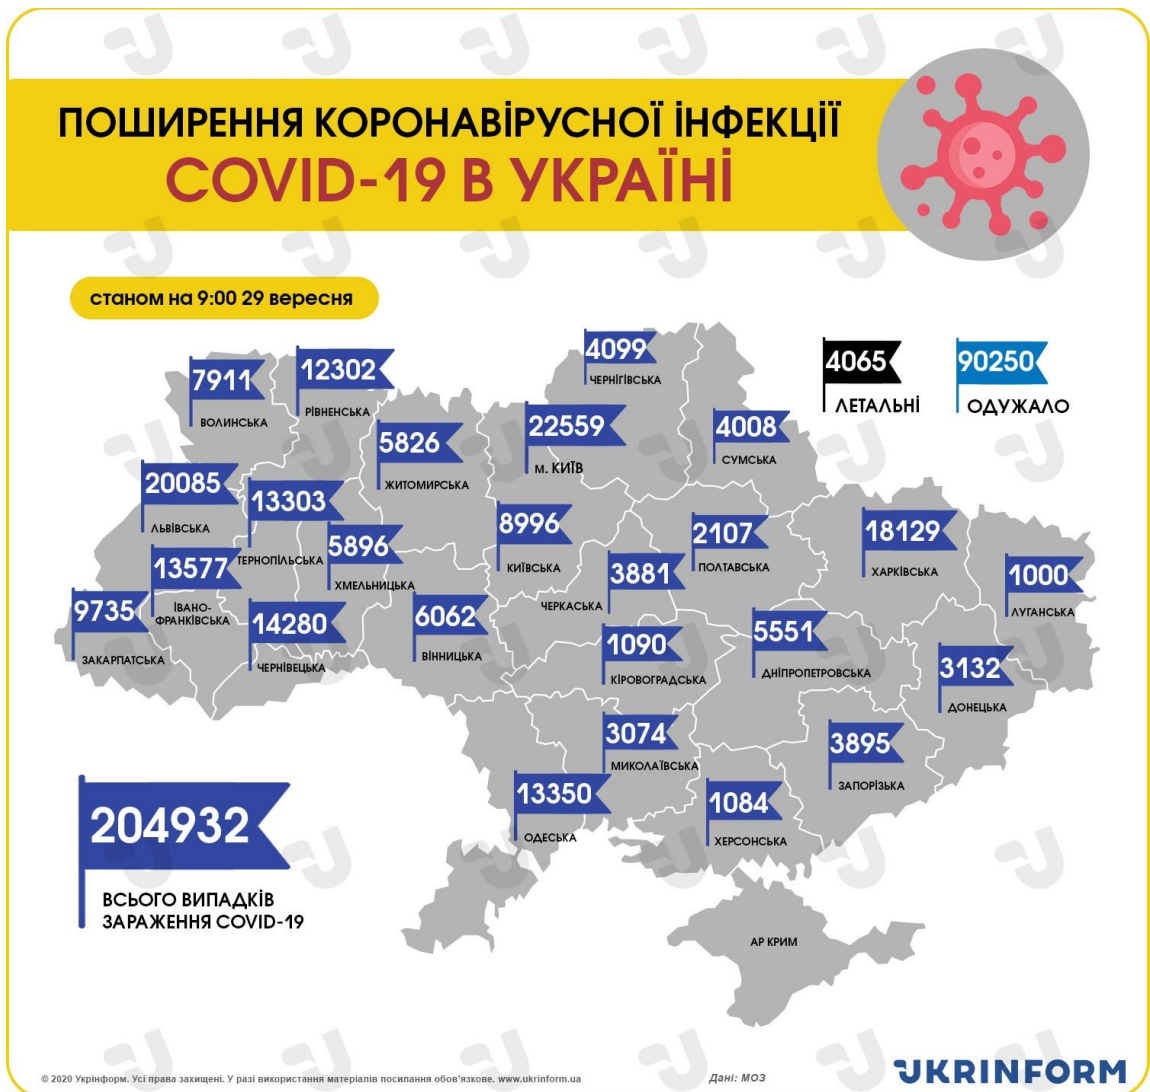 ПОШИРЕННЯ КОРОНАВІРУСНОЇ ІНФЕКЦІЇ
COVID-19 В УКРАЇНІ
станом на 9:00 29 вересня
4065
ЛЕТАЛЬНІ
90250
ОДУЖАЛО
7911
ВОЛИНСЬКА
12302
РІВНЕНСЬКА
5826
ЖИТОМИРСЬКА
4099
ЧЕРНІГІВСЬКА
22559
м. КИЇВ
4008
СУМСЬКА
20085
ЛЬВІВСЬКА
13303
ТЕРНОПІЛЬСЬКА
5896
ХМЕЛЬНИЦЬКА
8996
КИЇВСЬКА
2107
ПОЛТАВСЬКА
18129
ХАРКІВСЬКА
1000
ЛУГАНСЬКА
13577
ІВАНО-
ФРАНКІВСЬКА
9735
ЗАКАРПАТСЬКА
14280
ЧЕРНІВЕЦЬКА
6062
ВІННИЦЬКА
3881
ЧЕРКАСЬКА
1090
КІРОВОГРАДСЬКА
5551
ДНІПРОПЕТРОВСЬКА
3132
ДОНЕЦЬКА
3074
МИКОЛАЇВСЬКА
3895
ЗАПОРІЗЬКА
13350
ОДЕСЬКА
1084
ХЕРСОНСЬКА
204932
ВСЬОГО ВИПАДКІВ
ЗАРАЖЕННЯ COVID-19
АР КРИМ
© 2020 Укрінформ. Усі права захищені. У разі використання матеріалів посилання обов'язкове. www.ukrinform.ua
Дані: МОЗ
UKRINFORM